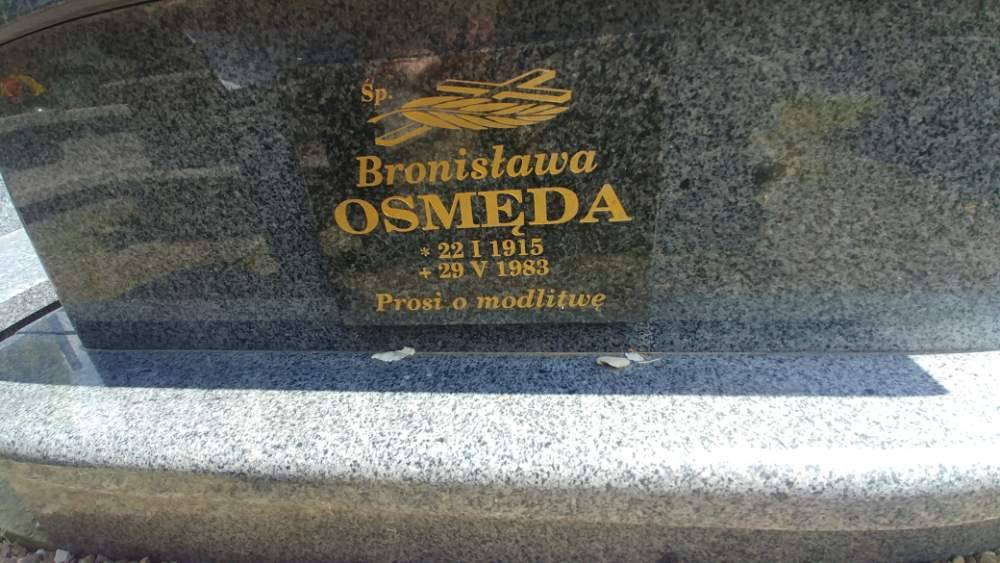 Śp.
Bronisława
OSMĘDA
* 22 I 1915
+ 29 V 1983
Prosi o modlitwę